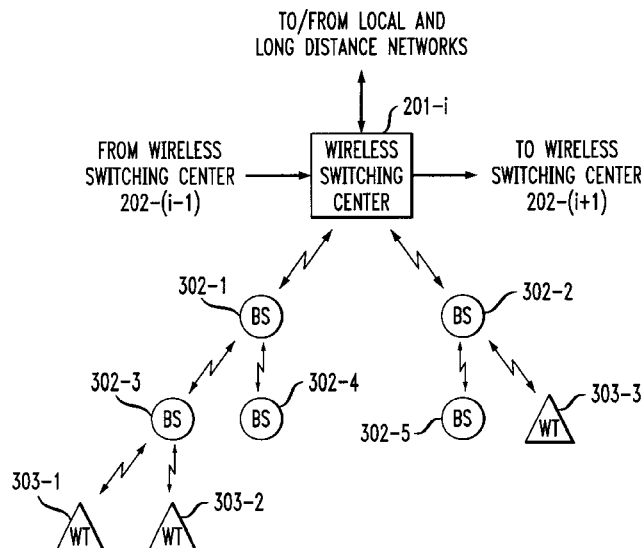 TO/FROM LOCAL AND
LONG DISTANCE NETWORKS
201-i
FROM WIRELESS
SWITCHING CENTER
202-(i-1)
WIRELESS
SWITCHING
CENTER
TO WIRELESS
SWITCHING CENTER
202-(i+1)
302-1
BS
BS
302-2
302-3
BS
BS
302-4
302-5
BS
WT
303-3
303-1
WT
WT
303-2